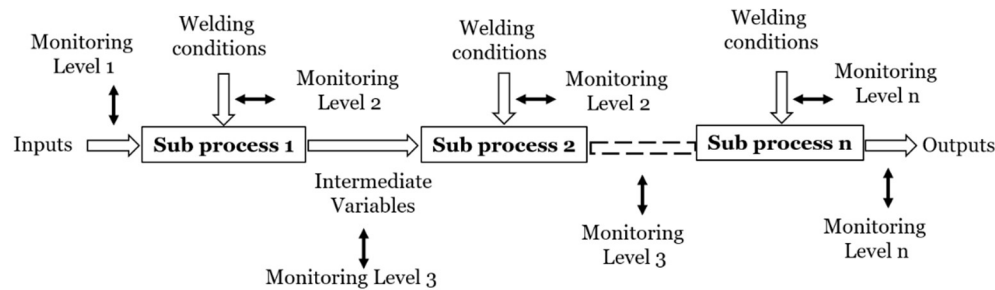 Welding
conditions
Welding
conditions
Welding
conditions
Monitoring
Level 1
Monitoring
Level 2
Monitoring
Level 2
Monitoring
Level n
Inputs
Sub process 1
Sub process 2
Sub process n
Outputs
Intermediate
Variables
Monitoring Level 3
Monitoring
Level 3
Monitoring
Level n